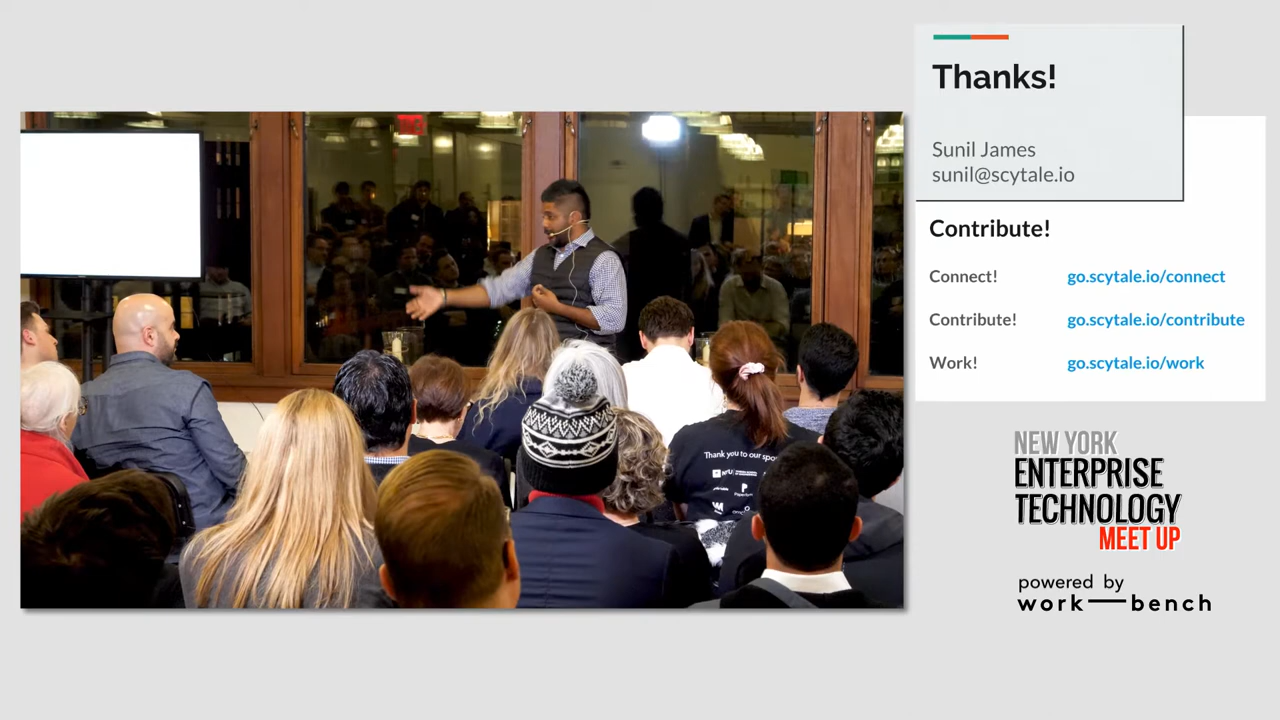 Thanks!
Sunil James
sunil@scytale.io
Contribute!
Connect! go.scytale.io/connect
Contribute! go.scytale.io/contribute
Work! go.scytale.io/work
NEW YORK
ENTERPRISE
TECHNOLOGY
MEET UP
powered by
work—bench
Thank you to our spo